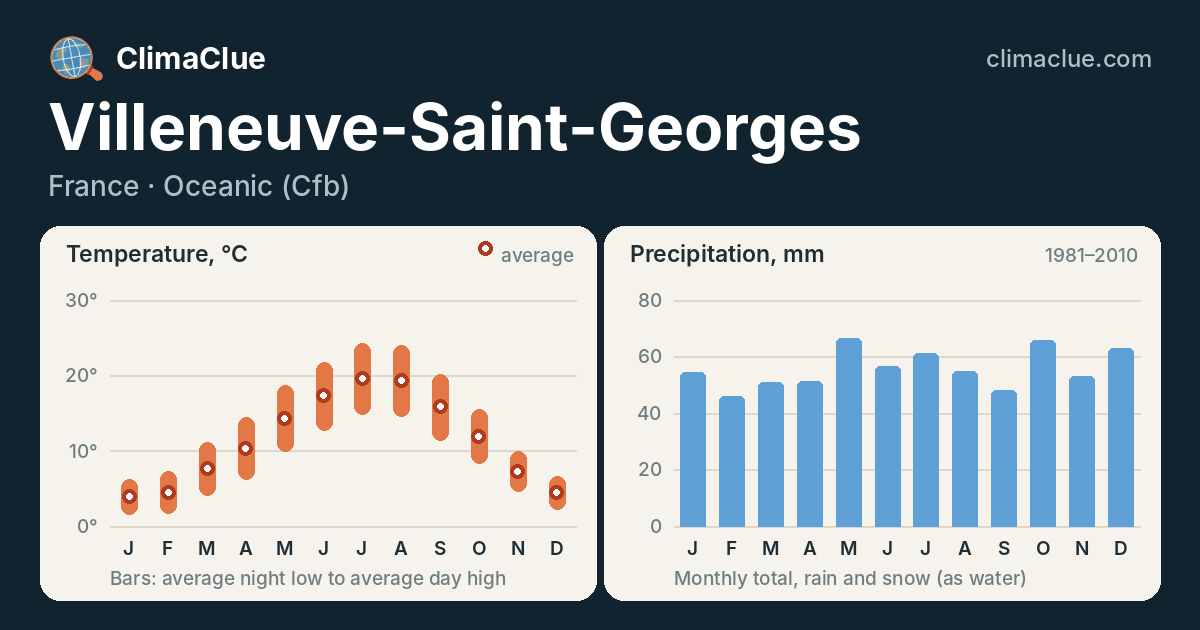 ClimaClue
climaclue.com
Villeneuve-Saint-Georges
France · Oceanic (Cfb)
Temperature, °C
average
30°
20°
10°
0°
J F M A M J J A S O N D
Bars: average night low to average day high
Precipitation, mm
1981–2010
80
60
40
20
0
J F M A M J J A S O N D
Monthly total, rain and snow (as water)